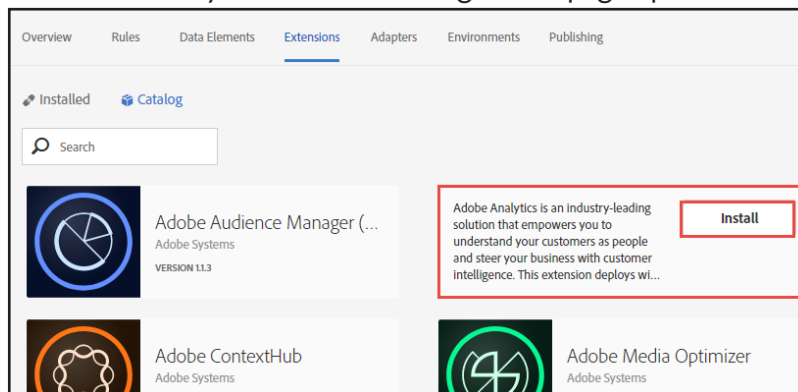 Overview Rules Data Elements Extensions Adapters Environments Publishing
Installed Catalog
Search
Adobe Audience Manager (...
Adobe Systems
VERSION 1.1.3
Adobe Analytics is an industry-leading
solution that empowers you to
understand your customers as people
and steer your business with customer
intelligence. This extension deploys wi...
Install
Adobe ContextHub
Adobe Systems
Adobe Media Optimizer
Adobe Systems